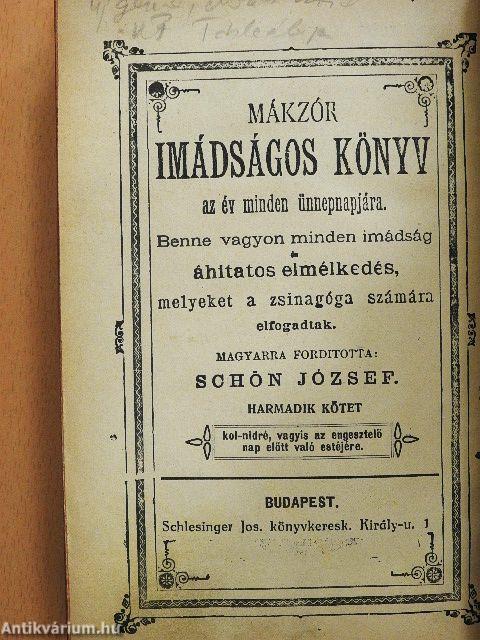 MÁKZÓR
IMÁDSÁGOS KÖNYV
az év minden ünnepnapjára.
Benne vagyon minden imádság
és
áhitatos elmélkedés,
melyeket a zsinagóga számára
elfogadtak.
MAGYARRA FORDITOTTA:
SCHÖN JÓZSEF.
HARMADIK KÖTET
kol-nidré, vagyis az engesztelő
nap előtt való estéjére.
BUDAPEST.
Schlesinger Jos. könyvkeresk. Király-u. 1
Antikvárium.hu